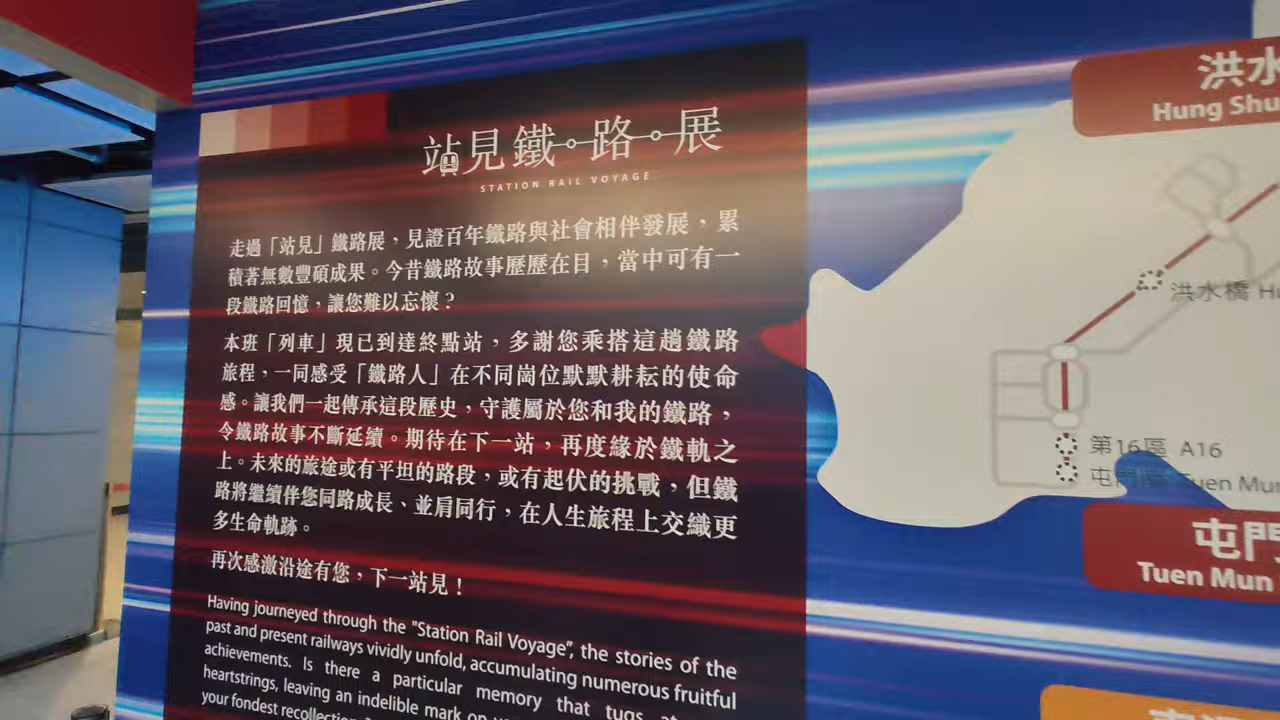 站見鐵路展
STATION RAIL VOYAGE
走過「站見」鐵路展，見證百年鐵路與社會相伴發展，累
積著無數豐碩成果。今昔鐵路故事歷歷在目，當中可有一
段鐵路回憶，讓您難以忘懷？
本班「列車」現已到達終點站，多謝您乘搭這趟鐵路
旅程，一同感受「鐵路人」在不同崗位默默耕耘的使命
感。讓我們一起傳承這段歷史，守護屬於您和我的鐵路，
令鐵路故事不斷延續。期待在下一站，再度緣於鐵軌之
上。未來的旅途或有平坦的路段，或有起伏的挑戰，但鐵
路將繼續伴您同路成長、並肩同行，在人生旅程上交織更
多生命軌跡。
再次感激沿途有您，下一站見！
Having journeyed through the "Station Rail Voyage", the stories of the
past and present railways vividly unfold, accumulating numerous fruitful
achievements. Is there a particular memory that tugs at
heartstrings, leaving an indelible mark on
your fondest recollection
洪水
Hung Shu
洪水橋
第16區 A16
屯門
Tuen Mun
屯門
Tuen Mun